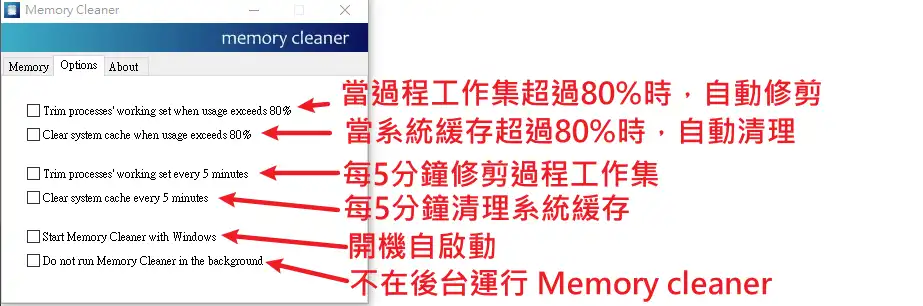 Memory Cleaner
memory cleaner
Memory Options About
Trim processes' working set when usage exceeds 80%
當過程工作集超過80%時，自動修剪
Clear system cache when usage exceeds 80%
當系統緩存超過80%時，自動清理
Trim processes' working set every 5 minutes
每5分鐘修剪過程工作集
Clear system cache every 5 minutes
每5分鐘清理系統緩存
Start Memory Cleaner with Windows
開機自啟動
Do not run Memory Cleaner in the background
不在後台運行 Memory cleaner